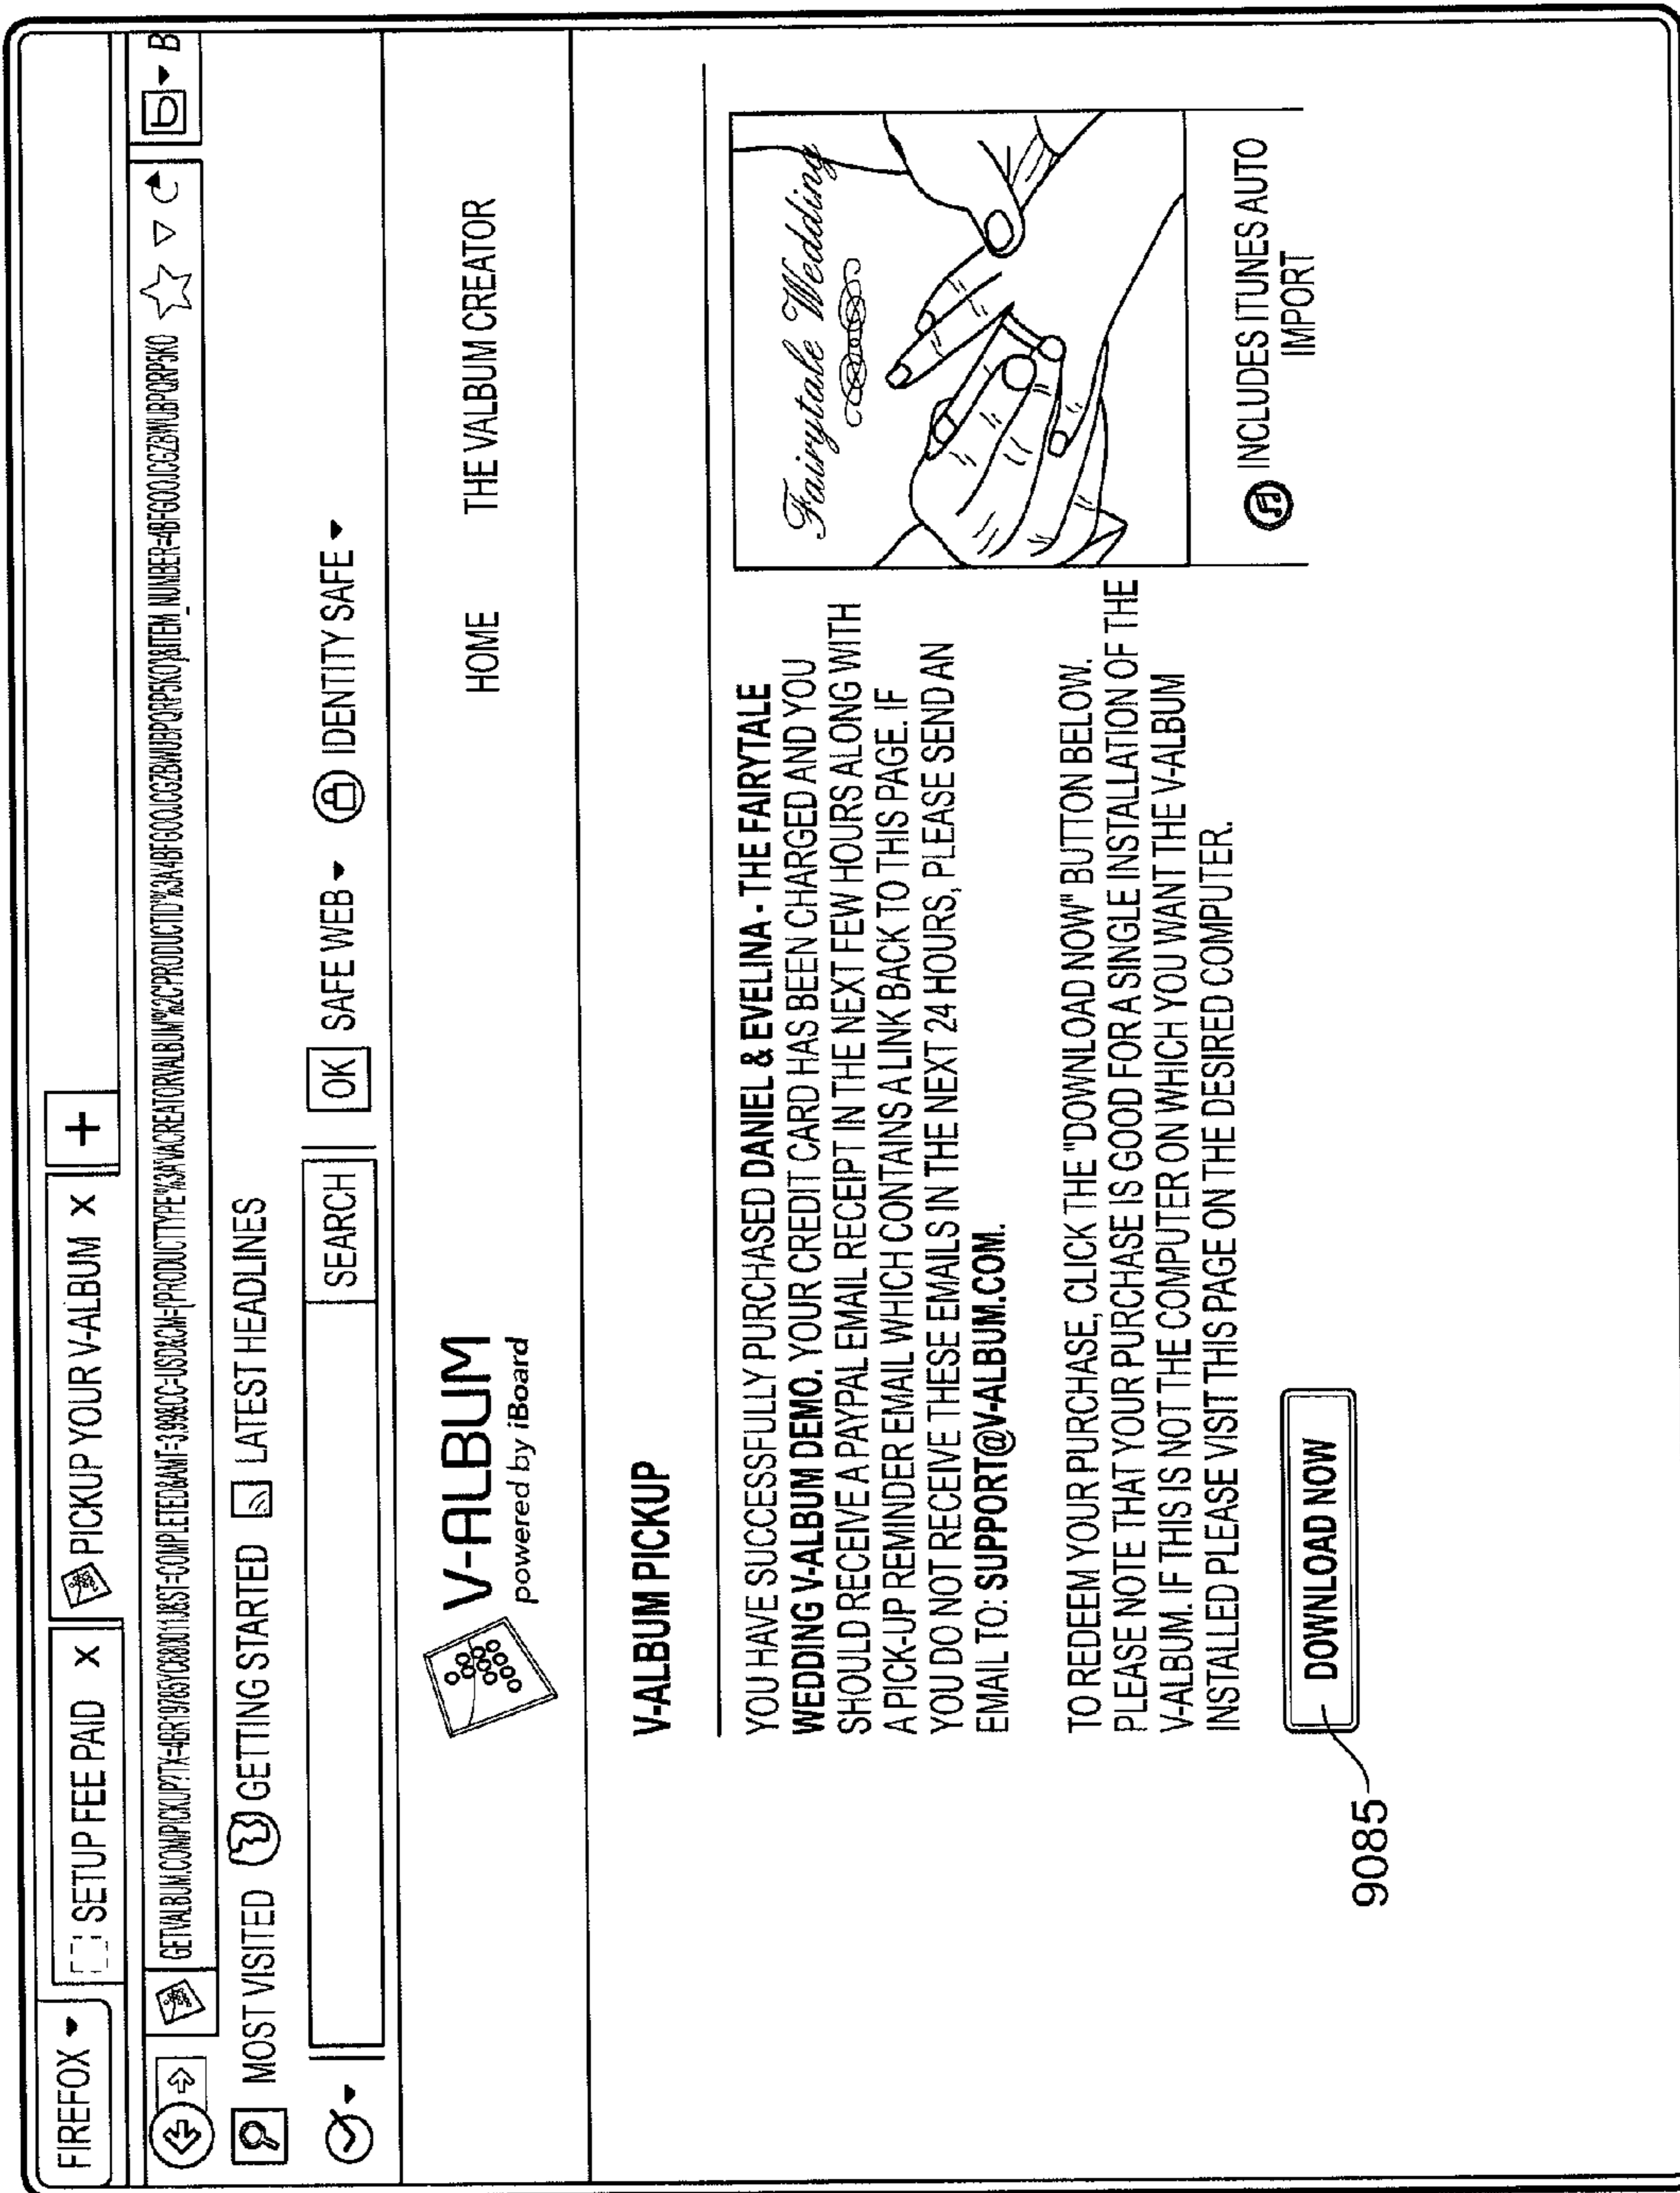 FIREFOX
SETUP FEE PAID X
PICKUP YOUR V-ALBUM X
+
B
MOST VISITED GETTING STARTED LATEST HEADLINES
SEARCH OK SAFE WEB IDENTITY SAFE
V-ALBUM
powered by iBoard
HOME THE VALBUM CREATOR
V-ALBUM PICKUP
YOU HAVE SUCCESSFULLY PURCHASED DANIEL & EVELINA - THE FAIRYTALE
WEDDING V-ALBUM DEMO. YOUR CREDIT CARD HAS BEEN CHARGED AND YOU
SHOULD RECEIVE A PAYPAL EMAIL RECEIPT IN THE NEXT FEW HOURS ALONG WITH
A PICK-UP REMINDER EMAIL WHICH CONTAINS A LINK BACK TO THIS PAGE. IF
YOU DO NOT RECEIVE THESE EMAILS IN THE NEXT 24 HOURS, PLEASE SEND AN
EMAIL TO: SUPPORT@V-ALBUM.COM.
TO REDEEM YOUR PURCHASE, CLICK THE "DOWNLOAD NOW" BUTTON BELOW.
PLEASE NOTE THAT YOUR PURCHASE IS GOOD FOR A SINGLE INSTALLATION OF THE
V-ALBUM. IF THIS IS NOT THE COMPUTER ON WHICH YOU WANT THE V-ALBUM
INSTALLED PLEASE VISIT THIS PAGE ON THE DESIRED COMPUTER.
Fairytale Wedding
INCLUDES ITUNES AUTO
IMPORT
DOWNLOAD NOW
9085